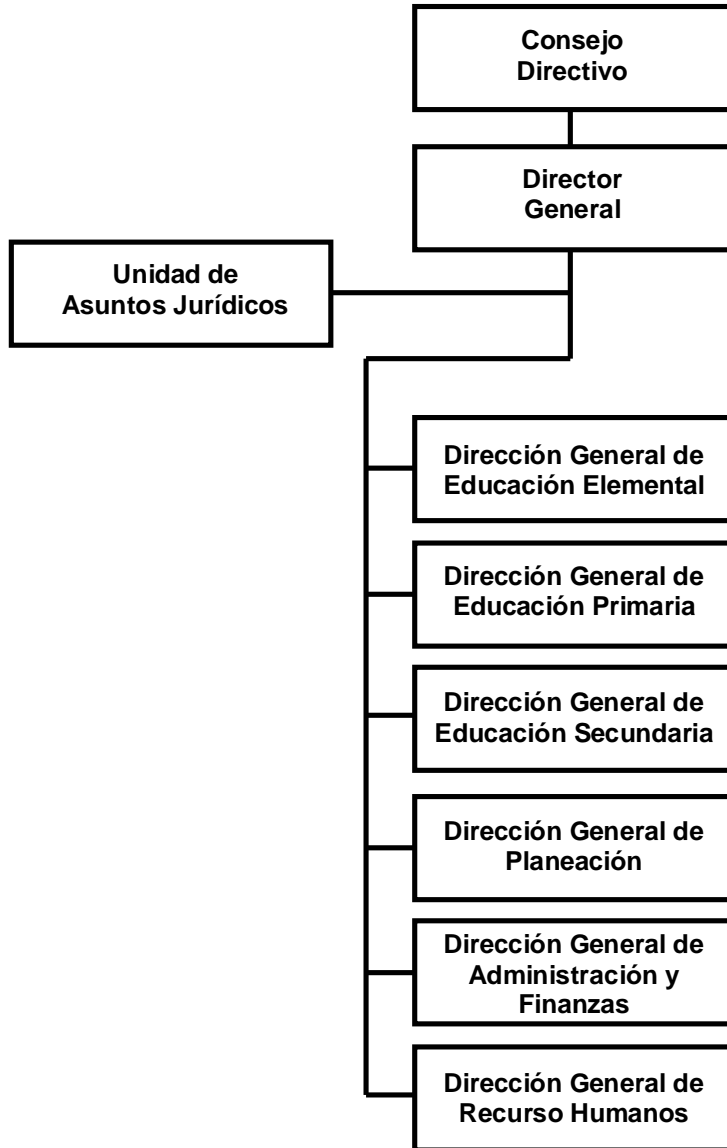 Consejo
Directivo
Director
General
Unidad de
Asuntos Jurídicos
Dirección General de
Educación Elemental
Dirección General de
Educación Primaria
Dirección General de
Educación Secundaria
Dirección General de
Planeación
Dirección General de
Administración y
Finanzas
Dirección General de
Recurso Humanos